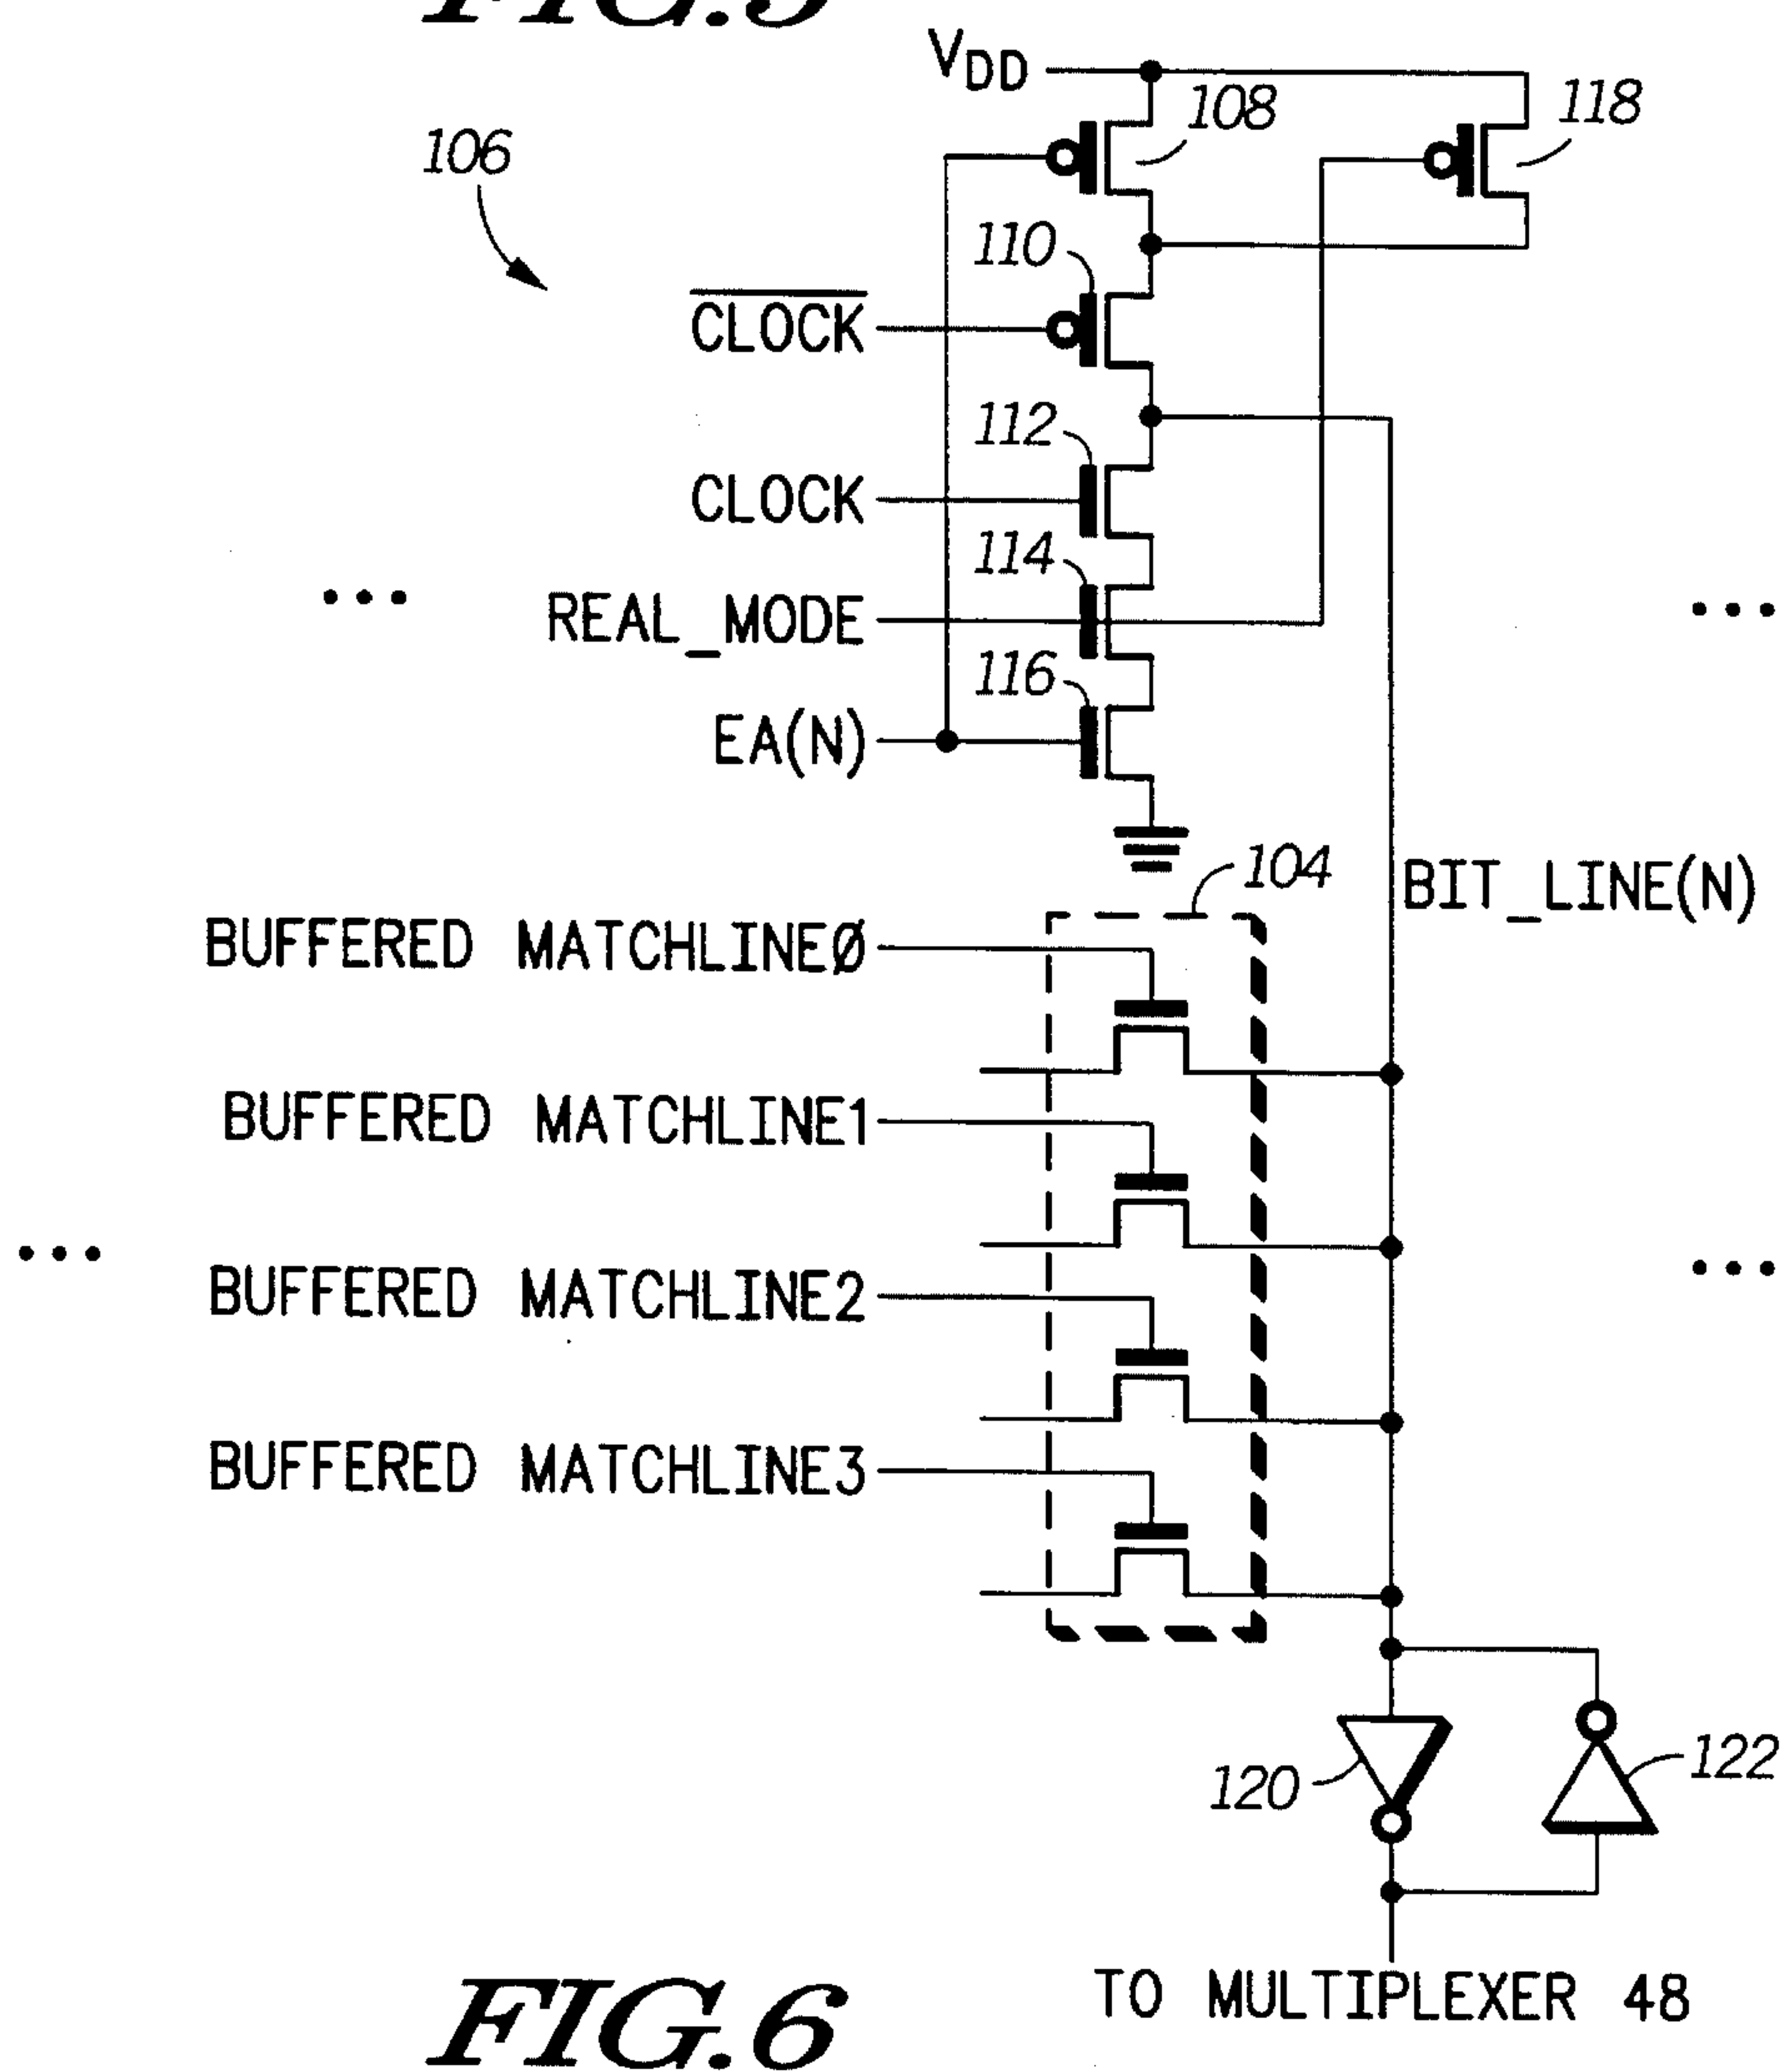 FIG.5
VDD
108
118
106
110
CLOCK
112
CLOCK
114
REAL_MODE
116
EA(N)
104
BIT_LINE(N)
BUFFERED MATCHLINE0
BUFFERED MATCHLINE1
BUFFERED MATCHLINE2
BUFFERED MATCHLINE3
120
122
TO MULTIPLEXER 48
FIG.6